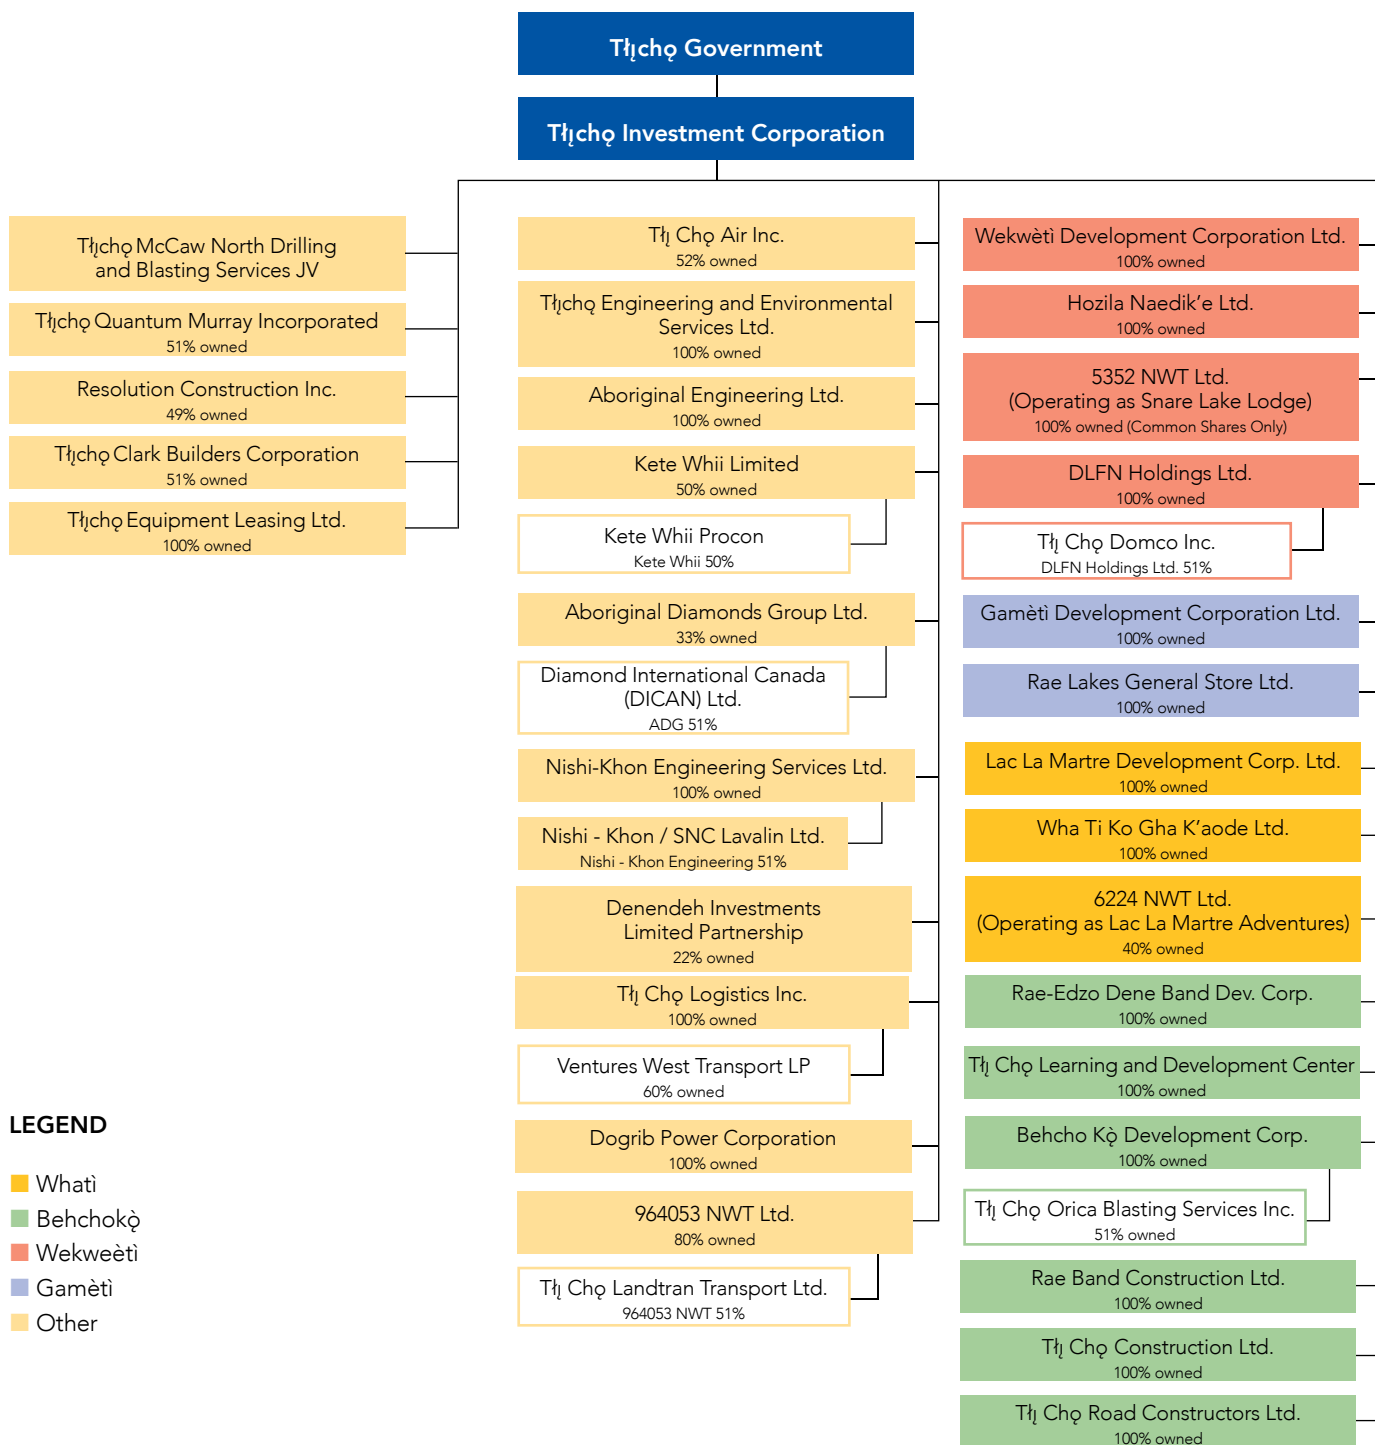 Tłı̨chǫ Government
Tłı̨chǫ Investment Corporation
Tłı̨chǫ McCaw North Drilling
and Blasting Services JV
Tłı̨chǫ Quantum Murray Incorporated
51% owned
Resolution Construction Inc.
49% owned
Tłı̨chǫ Clark Builders Corporation
51% owned
Tłı̨chǫ Equipment Leasing Ltd.
100% owned
Tłı̨ Chǫ Air Inc.
52% owned
Tłı̨chǫ Engineering and Environmental
Services Ltd.
100% owned
Aboriginal Engineering Ltd.
100% owned
Kete Whii Limited
50% owned
Kete Whii Procon
Kete Whii 50%
Aboriginal Diamonds Group Ltd.
33% owned
Diamond International Canada
(DICAN) Ltd.
ADG 51%
Nishi-Khon Engineering Services Ltd.
100% owned
Nishi - Khon / SNC Lavalin Ltd.
Nishi - Khon Engineering 51%
Denendeh Investments
Limited Partnership
22% owned
Tłı̨ Chǫ Logistics Inc.
100% owned
Ventures West Transport LP
60% owned
Dogrib Power Corporation
100% owned
964053 NWT Ltd.
80% owned
Tłı̨ Chǫ Landtran Transport Ltd.
964053 NWT 51%
Wekwètì Development Corporation Ltd.
100% owned
Hozila Naedik’e Ltd.
100% owned
5352 NWT Ltd.
(Operating as Snare Lake Lodge)
100% owned (Common Shares Only)
DLFN Holdings Ltd.
100% owned
Tłı̨ Chǫ Domco Inc.
DLFN Holdings Ltd. 51%
Gamètì Development Corporation Ltd.
100% owned
Rae Lakes General Store Ltd.
100% owned
Lac La Martre Development Corp. Ltd.
100% owned
Wha Ti Ko Gha K’aode Ltd.
100% owned
6224 NWT Ltd.
(Operating as Lac La Martre Adventures)
40% owned
Rae-Edzo Dene Band Dev. Corp.
100% owned
Tłı̨ Chǫ Learning and Development Center
100% owned
Behcho Kǫ̀ Development Corp.
100% owned
Tłı̨ Chǫ Orica Blasting Services Inc.
51% owned
Rae Band Construction Ltd.
100% owned
Tłı̨ Chǫ Construction Ltd.
100% owned
Tłı̨ Chǫ Road Constructors Ltd.
100% owned
LEGEND
Whatì
Behchokǫ̀
Wekweètì
Gamètì
Other